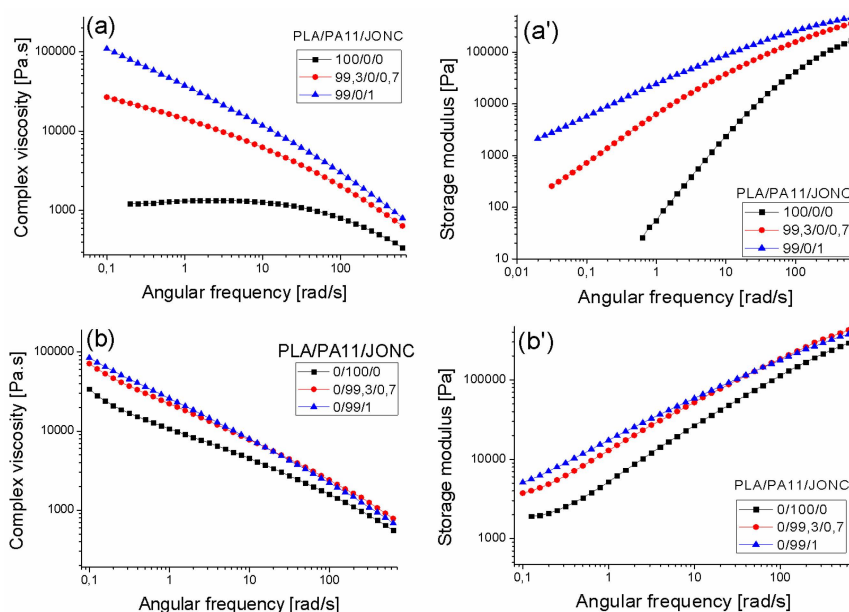 (a)
PLA/PA11/JONC
100/0/0
99,3/0/0,7
99/0/1
Complex viscosity [Pa.s]
100000
10000
1000
0,1
1
10
100
Angular frequency [rad/s]
(a')
Storage modulus [Pa]
100000
10000
1000
100
10
PLA/PA11/JONC
100/0/0
99,3/0/0,7
99/0/1
0,01
0,1
1
10
100
Angular frequency [rad/s]
(b)
PLA/PA11/JONC
0/100/0
0/99,3/0,7
0/99/1
Complex viscosity [Pa.s]
100000
10000
1000
0,1
1
10
100
Angular frequency [rad/s]
(b')
Storage modulus [Pa]
100000
10000
1000
PLA/PA11/JONC
0/100/0
0/99,3/0,7
0/99/1
0,1
1
10
100
Angular frequency [rad/s]